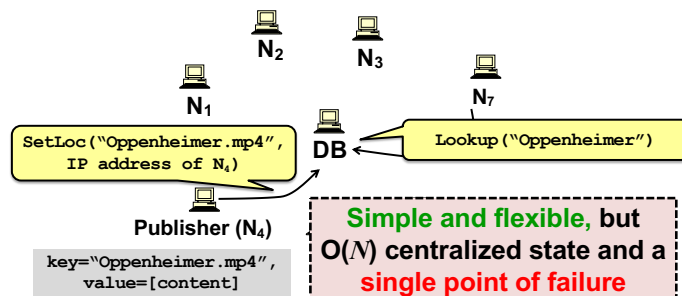 N2
N3
N1
N7
SetLoc(“Oppenheimer.mp4”,
IP address of N4)
DB
Lookup(“Oppenheimer”)
Publisher (N4)
key=“Oppenheimer.mp4”,
value=[content]
Simple and flexible, but
O(N) centralized state and a
single point of failure